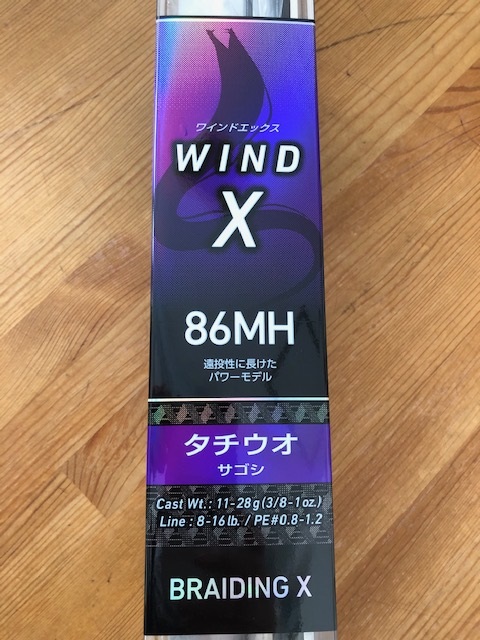 ワインドエックス
WIND
X
86MH
遠投性に長けた
パワーモデル
タチウオ
サゴシ
Cast Wt.: 11-28g(3/8-1oz.)
Line : 8-16lb. / PE#0.8-1.2
BRAIDING X